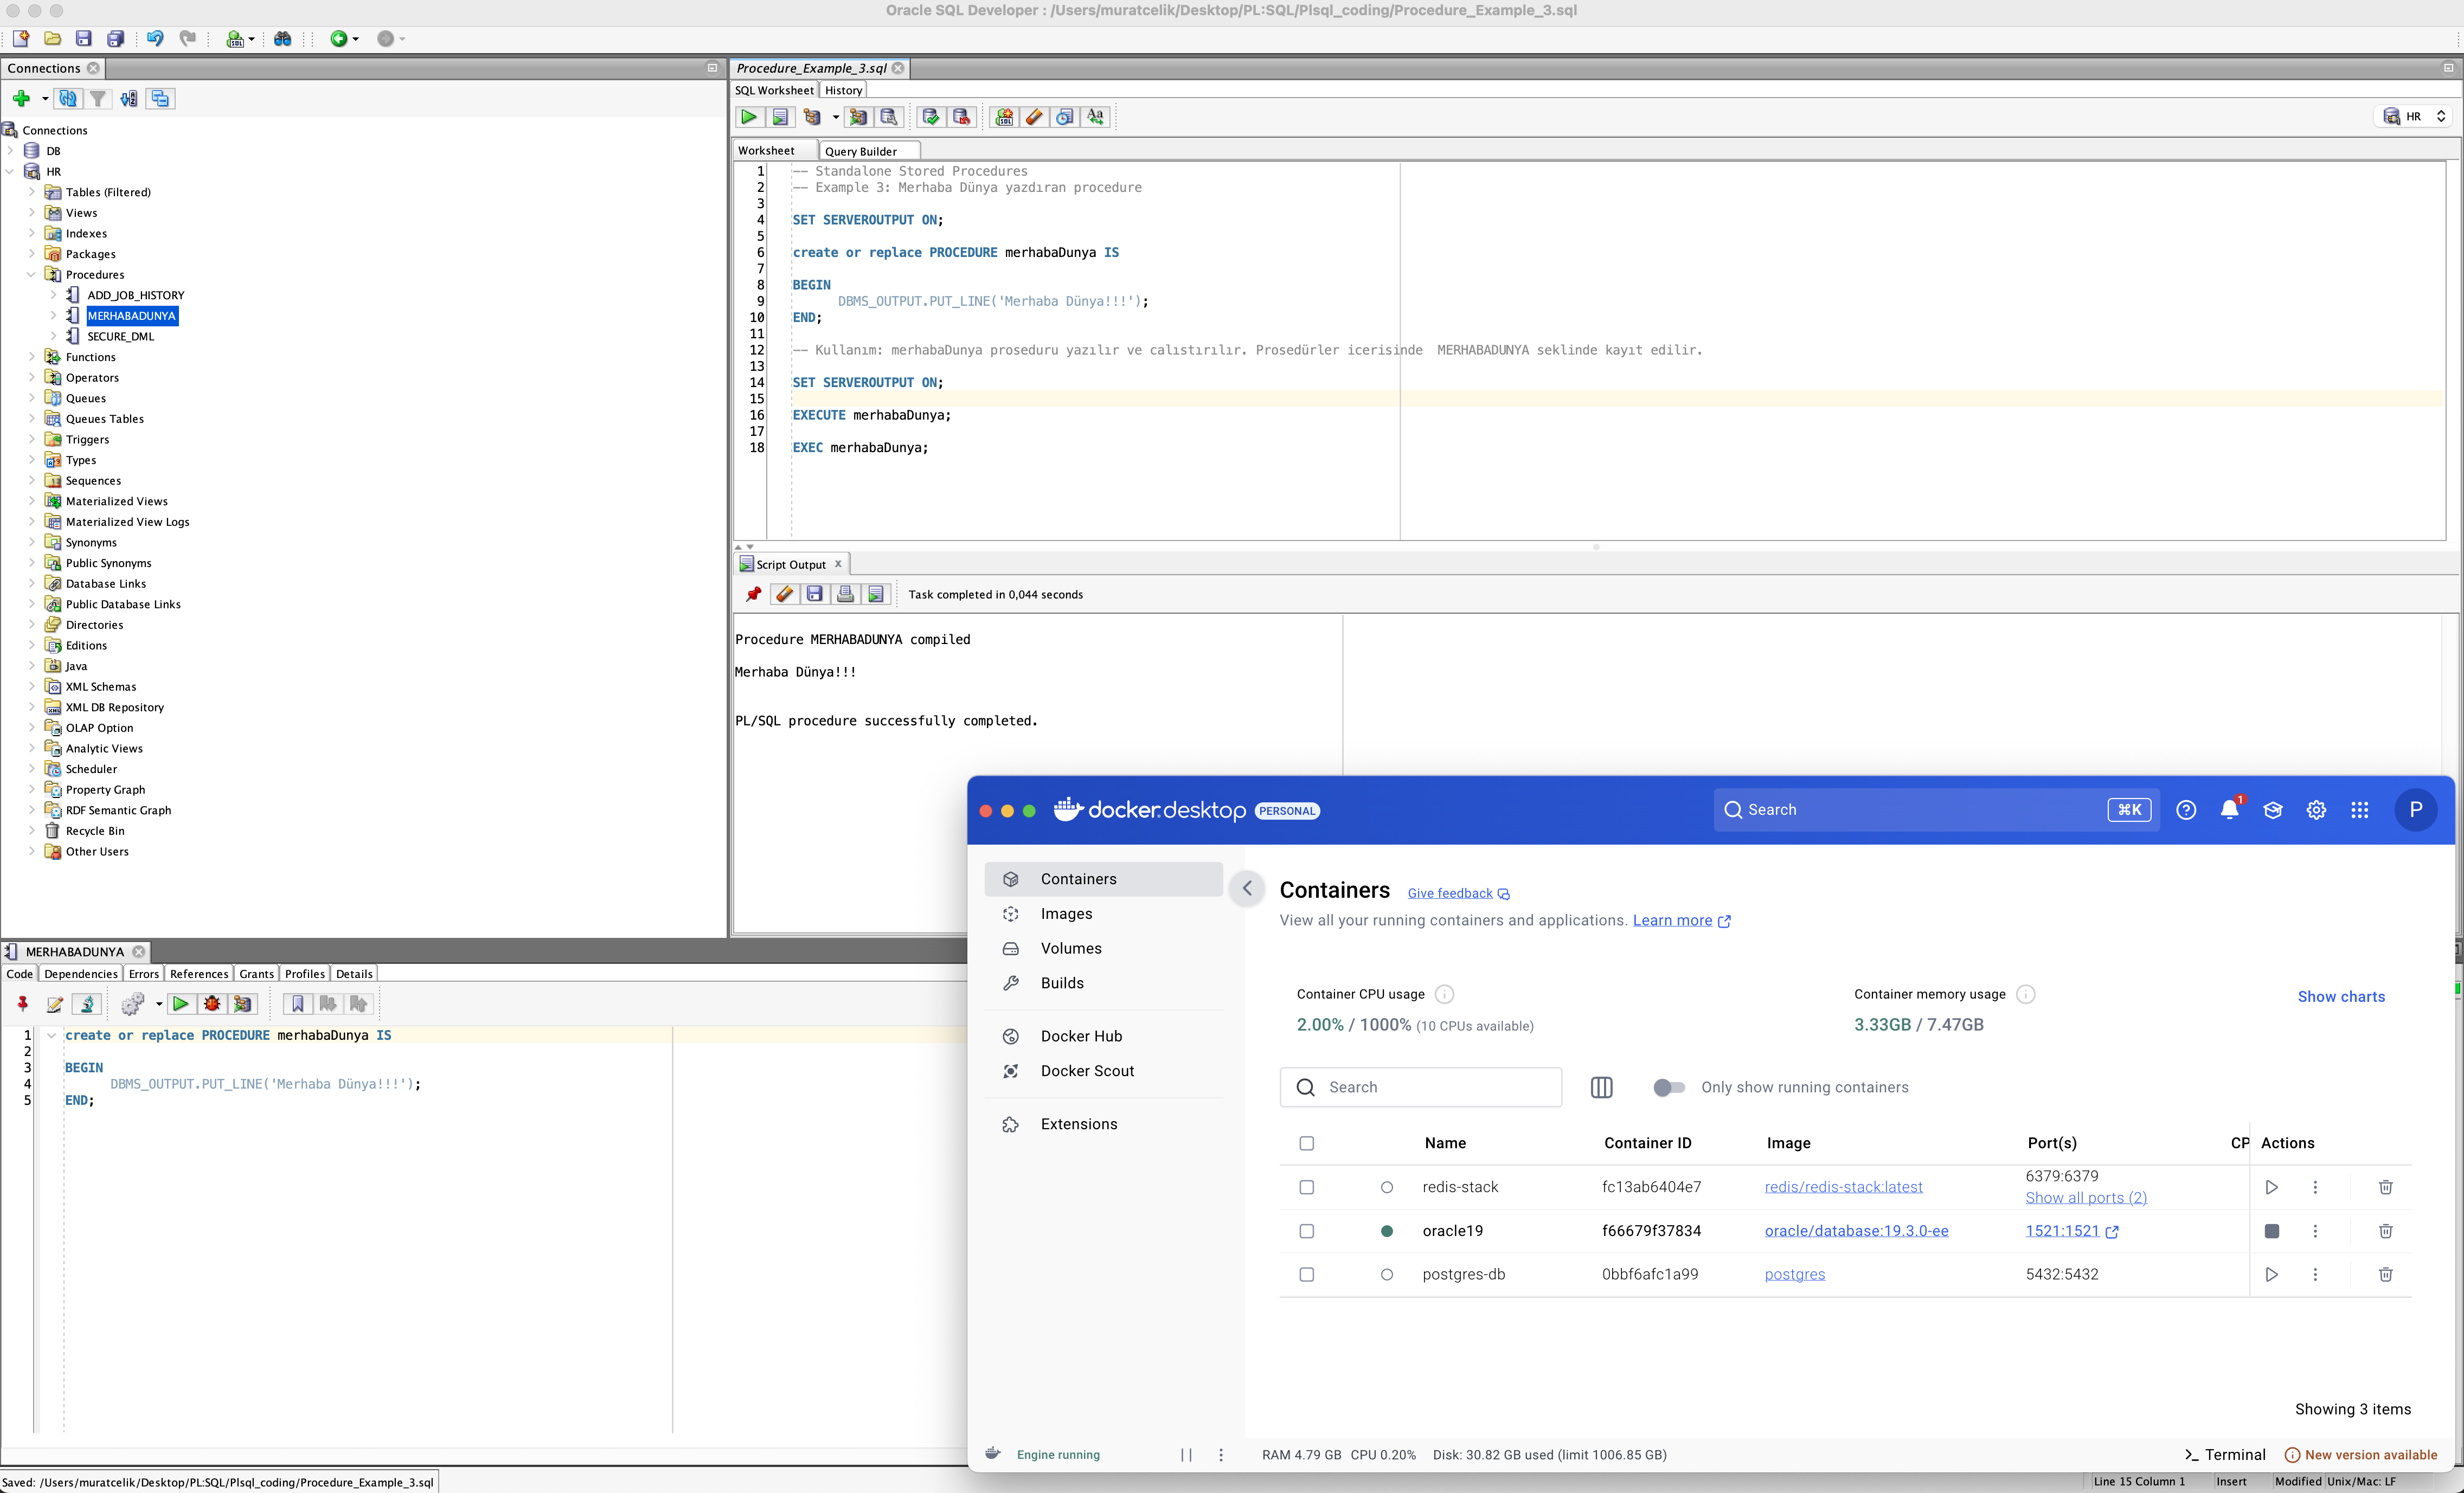 Oracle SQL Developer : /Users/muratcelik/Desktop/PL:SQL/Plsql_coding/Procedure_Example_3.sql
Connections
Connections
DB
HR
Tables (Filtered)
Views
Indexes
Packages
Procedures
ADD_JOB_HISTORY
MERHABADUNYA
SECURE_DML
Functions
Operators
Queues
Queues Tables
Triggers
Types
Sequences
Materialized Views
Materialized View Logs
Synonyms
Public Synonyms
Database Links
Public Database Links
Directories
Editions
Java
XML Schemas
XML DB Repository
OLAP Option
Analytic Views
Scheduler
Property Graph
RDF Semantic Graph
Recycle Bin
Other Users
Procedure_Example_3.sql
SQL Worksheet History
HR
Worksheet Query Builder
1 -- Standalone Stored Procedures
2 -- Example 3: Merhaba Dünya yazdıran procedure
3
4 SET SERVEROUTPUT ON;
5
6 create or replace PROCEDURE merhabaDunya IS
7
8 BEGIN
9 DBMS_OUTPUT.PUT_LINE('Merhaba Dünya!!!');
10 END;
11
12 -- Kullanım: merhabaDunya proseduru yazılır ve calıstırılır. Prosedürler icerisinde  MERHABADUNYA seklinde kayıt edilir.
13
14 SET SERVEROUTPUT ON;
15
16 EXECUTE merhabaDunya;
17
18 EXEC merhabaDunya;
Script Output x
Task completed in 0,044 seconds
Procedure MERHABADUNYA compiled
Merhaba Dünya!!!
PL/SQL procedure successfully completed.
MERHABADUNYA
Code Dependencies Errors References Grants Profiles Details
1 create or replace PROCEDURE merhabaDunya IS
2
3 BEGIN
4 DBMS_OUTPUT.PUT_LINE('Merhaba Dünya!!!');
5 END;
docker.desktop PERSONAL
Search ⌘K
1
P
Containers
Images
Volumes
Builds
Docker Hub
Docker Scout
Extensions
Containers Give feedback
View all your running containers and applications. Learn more
Container CPU usage
2.00% / 1000% (10 CPUs available)
Container memory usage
3.33GB / 7.47GB
Show charts
Search
Only show running containers
Name Container ID Image Port(s) CP Actions
redis-stack fc13ab6404e7 redis/redis-stack:latest 6379:6379
Show all ports (2)
oracle19 f66679f37834 oracle/database:19.3.0-ee 1521:1521
postgres-db 0bbf6afc1a99 postgres 5432:5432
Showing 3 items
Engine running
RAM 4.79 GB CPU 0.20% Disk: 30.82 GB used (limit 1006.85 GB)
>_ Terminal
New version available
Saved: /Users/muratcelik/Desktop/PL:SQL/Plsql_coding/Procedure_Example_3.sql
Line 15 Column 1 Insert Modified Unix/Mac: LF